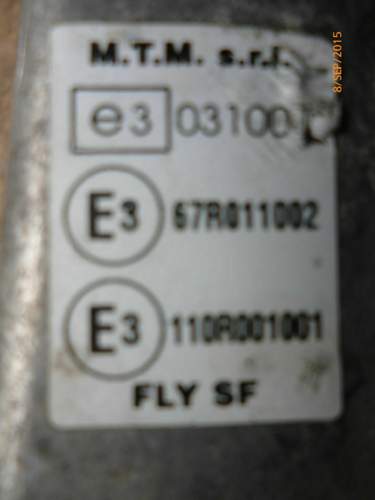 M.T.M. s.r.l.
e3 03100
E3 67R011002
E3 110R001001
FLY SF
8/SEP/2015